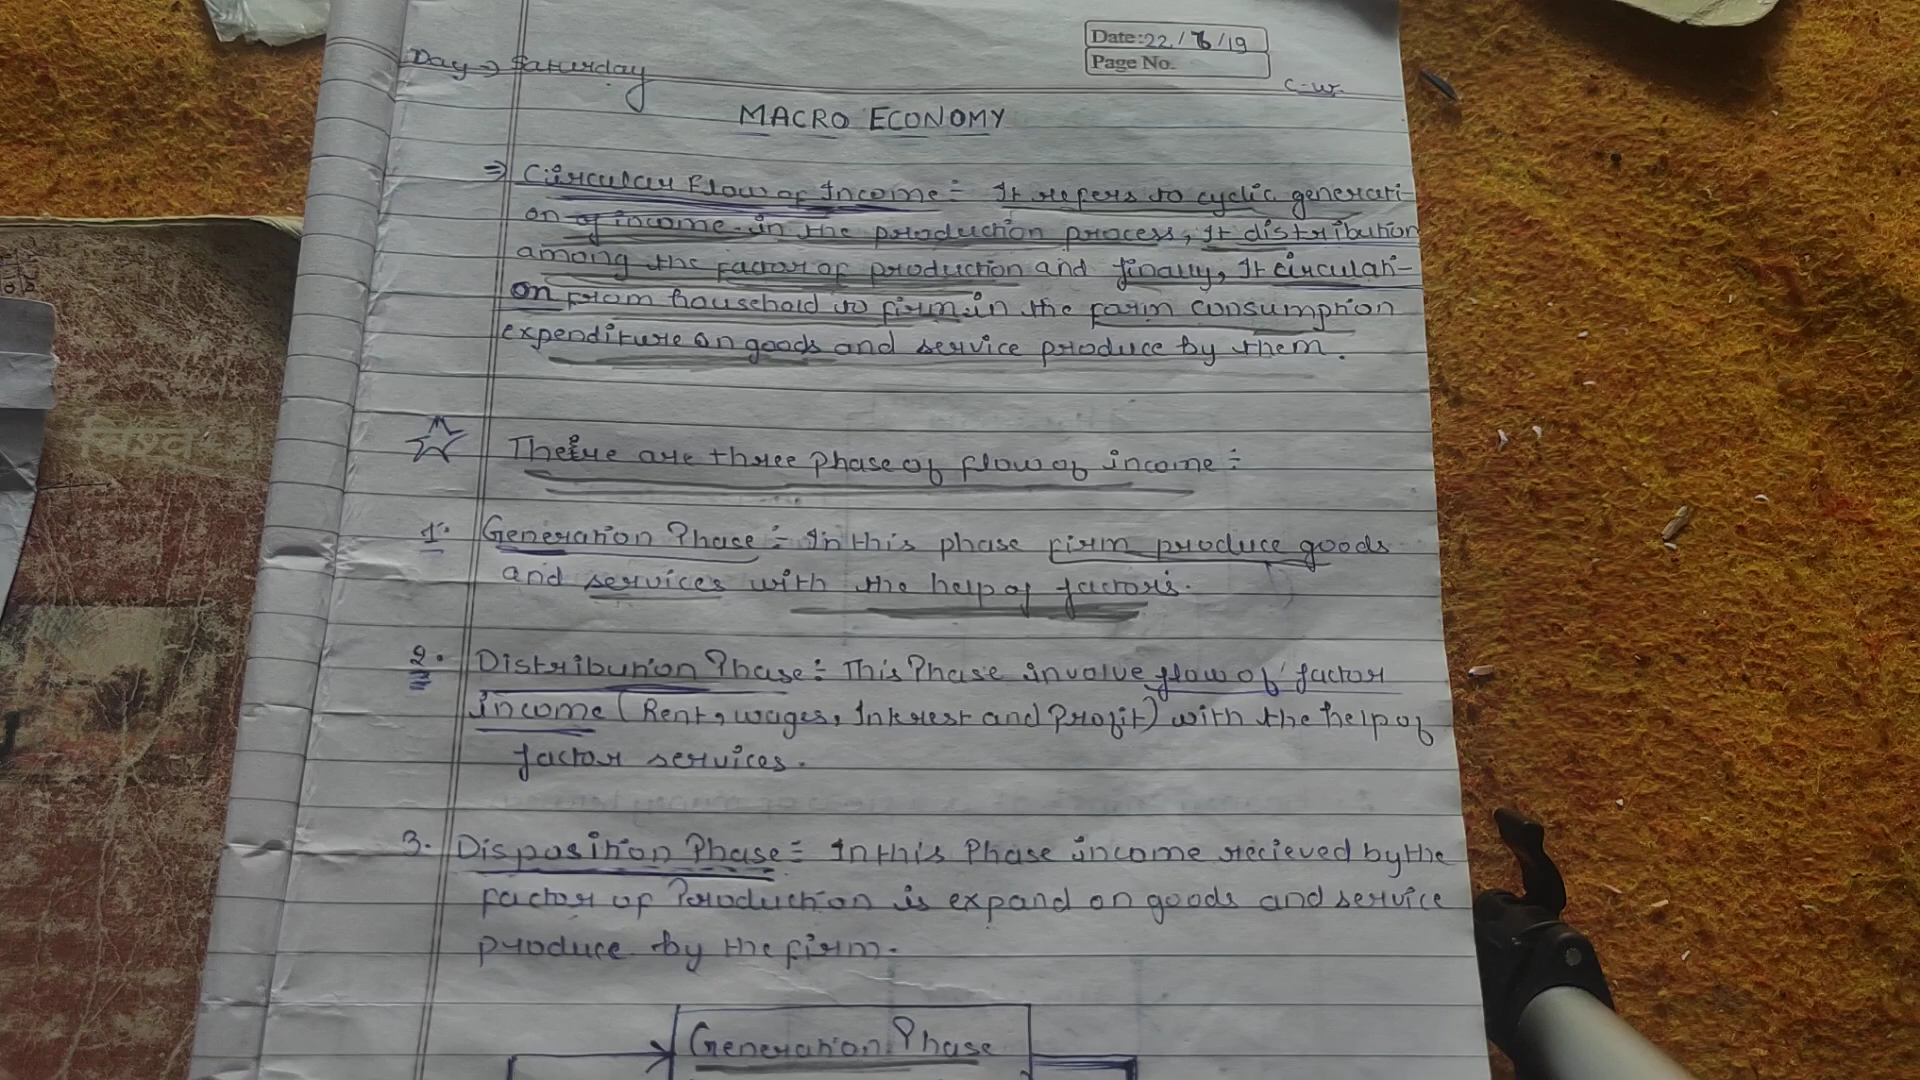 Day → Saturday
Date: 22/6/19
Page No.
C-W.
MACRO ECONOMY
⇒ Circular Flow of Income:- It refers to cyclic generati-
on of income in the production process, It distribution
among the factor of production and finally, It circulati-
on from household to firm in the form consumption
expenditure on goods and service produce by them.
☆ There are three phase of flow of income:-
1. Generation Phase:- In this phase firm produce goods
and services with the help of factors.
2. Distribution Phase:- This Phase involve flow of factor
income (Rent, wages, Interest and Profit) with the help of
factor services.
3. Disposition Phase:- In this Phase income recieved by the
factor of Production is expand on goods and service
produce by the firm.
Generation Phase
विश्व